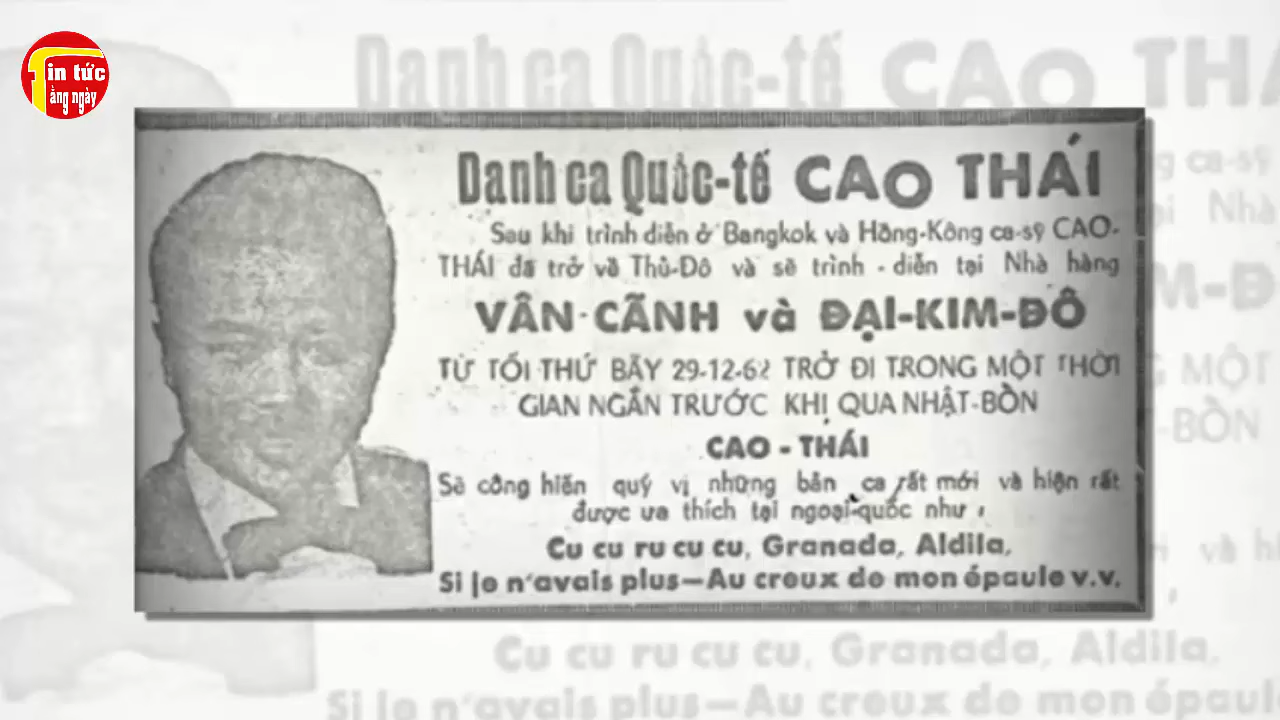 Tin tức
Hằng ngày
Danh ca Quốc-tế CAO THÁI
Sau khi trình diễn ở Bangkok và Hồng-Kông ca-sỹ CAO-
THÁI đã trở về Thủ-Đô và sẽ trình - diễn tại Nhà hàng
VÂN-CÃNH và ĐẠI-KIM-ĐÔ
TỪ TỐI THỨ BÃY 29-12-62 TRỞ ĐI TRONG MỘT THỜI
GIAN NGẮN TRƯỚC KHI QUA NHẬT-BỒN
CAO - THÁI
Sẽ cống hiến quý vị những bản ca rất mới và hiện rất
được ưa thích tại ngoại-quốc như :
Cu cu ru cu cu, Granada, Aldila,
Si je n'avais plus—Au creux de mon épaule v.v.